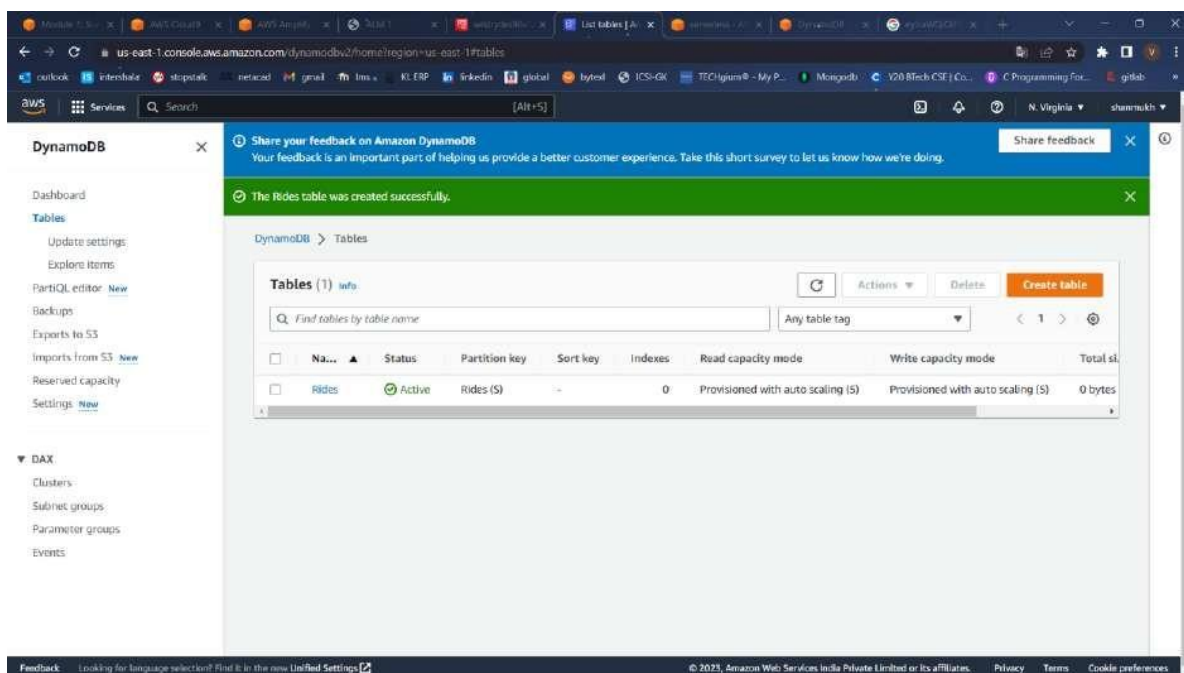 List tables | A
us-east-1.console.aws.amazon.com/dynamodbv2/home?region=us-east-1#tables
outlook intershala stopstalk netacad gmail lms KLERP linkedin global bytexl ICSI-GK TECHgium® - My P... Mongodb V20 BTech CSE | Co... C Programming For... gitlab
aws Services Search [Alt+S] N. Virginia shanmukh
DynamoDB
Dashboard
Tables
Update settings
Explore items
PartiQL editor New
Backups
Exports to S3
Imports from S3 New
Reserved capacity
Settings New
DAX
Clusters
Subnet groups
Parameter groups
Events
Share your feedback on Amazon DynamoDB
Your feedback is an important part of helping us provide a better customer experience. Take this short survey to let us know how we're doing.
Share feedback
The Rides table was created successfully.
DynamoDB > Tables
Tables (1) Info
Actions Delete Create table
Find tables by table name Any table tag 1
Na... Status Partition key Sort key Indexes Read capacity mode Write capacity mode Total si
Rides Active Rides (S) - 0 Provisioned with auto scaling (5) Provisioned with auto scaling (5) 0 bytes
Feedback Looking for language selection? Find it in the new Unified Settings © 2023, Amazon Web Services India Private Limited or its affiliates. Privacy Terms Cookie preferences